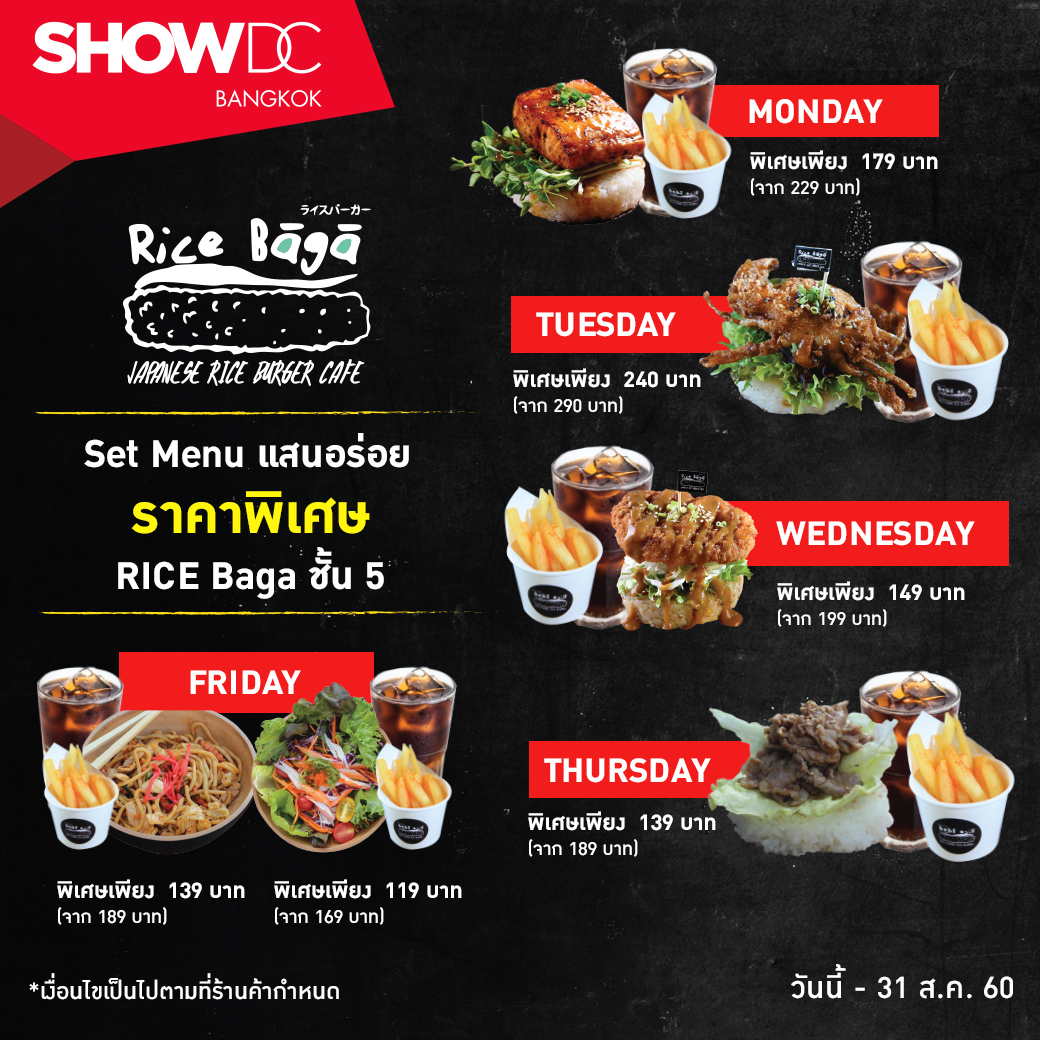 SHOWDC
BANGKOK
ライスバーガー
Rice Bāgā
JAPANESE RICE BURGER CAFE
Set Menu แสนอร่อย
ราคาพิเศษ
RICE Baga ชั้น 5
MONDAY
พิเศษเพียง 179 บาท
(จาก 229 บาท)
TUESDAY
พิเศษเพียง 240 บาท
(จาก 290 บาท)
WEDNESDAY
พิเศษเพียง 149 บาท
(จาก 199 บาท)
THURSDAY
พิเศษเพียง 139 บาท
(จาก 189 บาท)
FRIDAY
พิเศษเพียง 139 บาท
(จาก 189 บาท)
พิเศษเพียง 119 บาท
(จาก 169 บาท)
*เงื่อนไขเป็นไปตามที่ร้านค้ากำหนด
วันนี้ - 31 ส.ค. 60